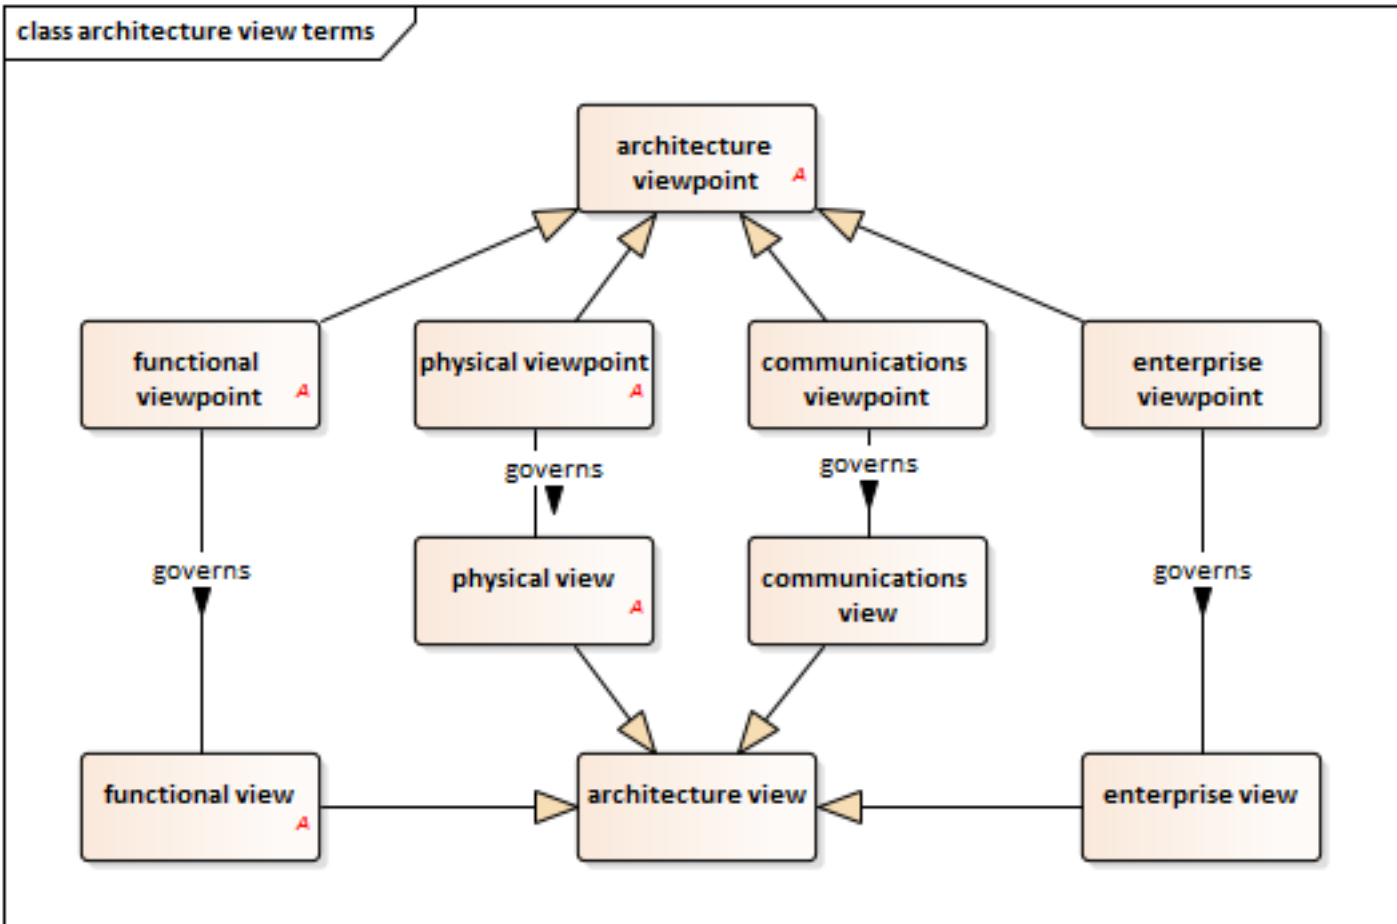 class architecture view terms
architecture
viewpoint
A
functional
viewpoint
A
physical viewpoint
A
communications
viewpoint
enterprise
viewpoint
governs
governs
governs
governs
physical view
A
communications
view
functional view
A
architecture view
enterprise view